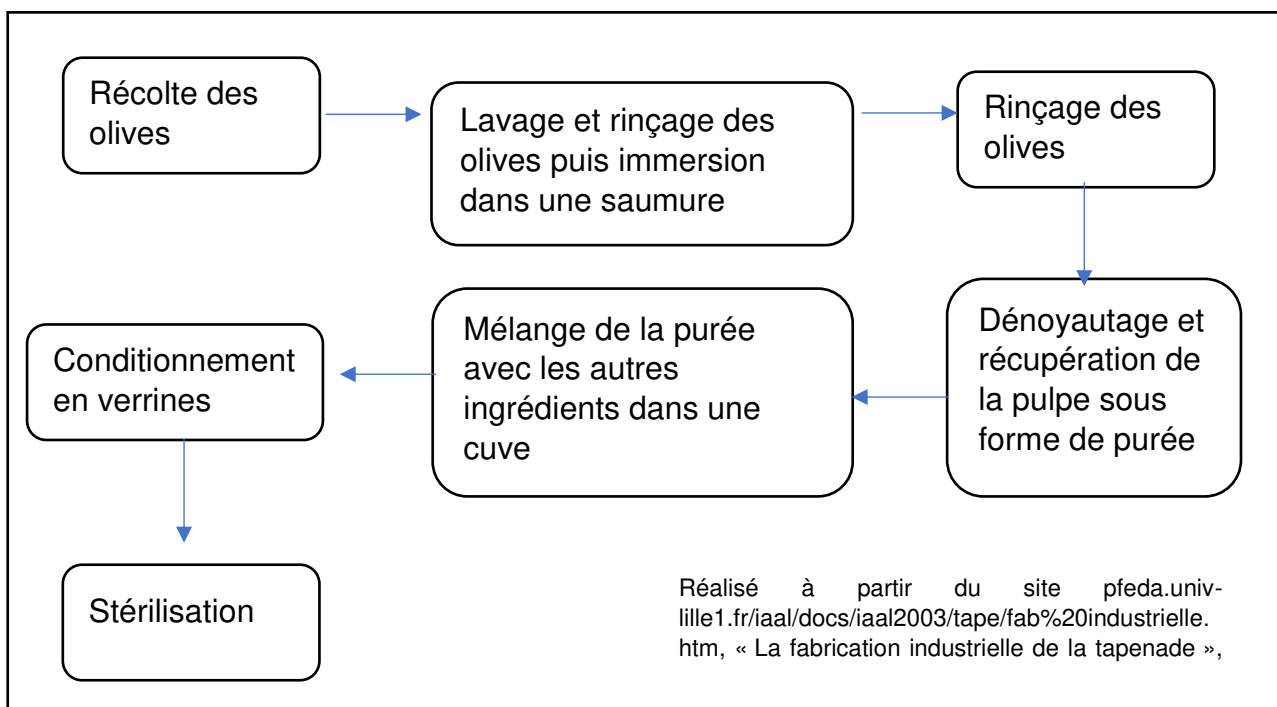 Récolte des
olives
Lavage et rinçage des
olives puis immersion
dans une saumure
Rinçage des
olives
Dénoyautage et
récupération de
la pulpe sous
forme de purée
Mélange de la purée
avec les autres
ingrédients dans une
cuve
Conditionnement
en verrines
Stérilisation
Réalisé à partir du site pfeda.univ-
lille1.fr/iaal/docs/iaal2003/tape/fab%20industrielle.
htm, « La fabrication industrielle de la tapenade »,